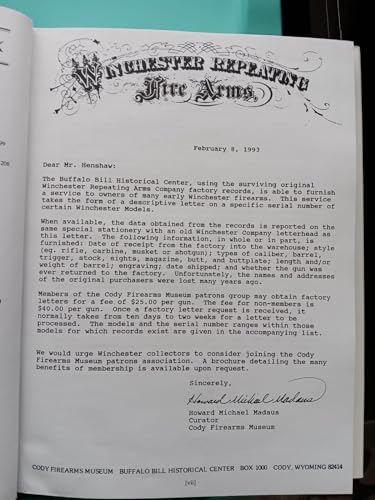 K
99
206
WINCHESTER REPEATING
Fire Arms,
February 8, 1993
Dear Mr. Henshaw:
The Buffalo Bill Historical Center, using the surviving original
Winchester Repeating Arms Company factory records, is able to furnish
a service to owners of many early Winchester firearms. This service
takes the form of a descriptive letter on a specific serial number of
certain Winchester Models.
When available, the data obtained from the records is reported on the
same special stationery with an old Winchester Company letterhead as
this letter. The following information, in whole or in part, is
furnished: Date of receipt from the factory into the warehouse; style
(eg. rifle, carbine, musket or shotgun); types of caliber, barrel,
trigger, stock, sights, magazine, butt, and buttplate; length and/or
weight of barrel; engraving; date shipped; and whether the gun was
ever returned to the factory. Unfortunately, the names and addresses
of the original purchasers were lost many years ago.
Members of the Cody Firearms Museum patrons group may obtain factory
letters for a fee of $25.00 per gun. The fee for non-members is
$40.00 per gun. Once a factory letter request is received, it
normally takes from ten days to two weeks for a letter to be
processed. The models and the serial number ranges within those
models for which records exist are given in the accompanying list.
We would urge Winchester collectors to consider joining the Cody
Firearms Museum patrons association. A brochure detailing the many
benefits of membership is available upon request.
Sincerely,
Howard Michael Madaus
Howard Michael Madaus
Curator
Cody Firearms Museum
CODY FIREARMS MUSEUM BUFFALO BILL HISTORICAL CENTER BOX 1000 CODY, WYOMING 82414
[vii]